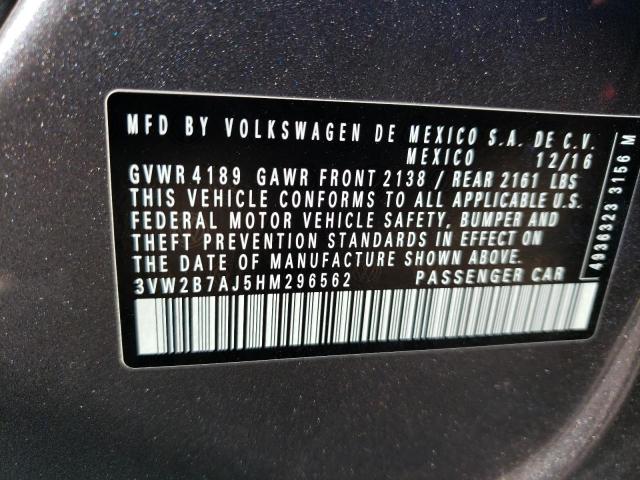 MFD BY VOLKSWAGEN DE MEXICO S.A. DE C.V.
MEXICO 12/16
GVWR 4189 GAWR FRONT 2138 / REAR 2161 LBS
THIS VEHICLE CONFORMS TO ALL APPLICABLE U.S.
FEDERAL MOTOR VEHICLE SAFETY, BUMPER AND
THEFT PREVENTION STANDARDS IN EFFECT ON
THE DATE OF MANUFACTURE SHOWN ABOVE.
3VW2B7AJ5HM296562 PASSENGER CAR
4936323 3156 M